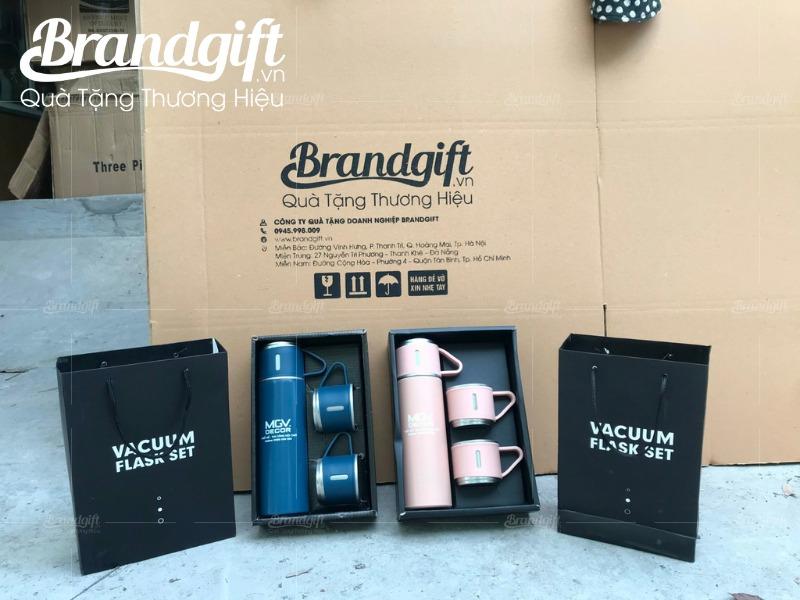 Brandgift
.vn
Quà Tặng Thương Hiệu
Three Pi
Brandgift
.vn
Quà Tặng Thương Hiệu
CÔNG TY QUÀ TẶNG DOANH NGHIỆP BRANDGIFT
0945.998.009
www.brandgift.vn
Miền Bắc: Đường Vĩnh Hưng, P. Thanh Trì, Q. Hoàng Mai, Tp. Hà Nội
Miền Trung: 27 Nguyễn Tri Phương - Thanh Khê - Đà Nẵng
Miền Nam: Đường Cộng Hòa - Phường 4 - Quận Tân Bình, Tp. Hồ Chí Minh
HÀNG DỄ VỠ
XIN NHẸ TAY
VACUUM
FLASK SET
MGV.
DECOR
MGV.
DECOR
VACUUM
FLASK SET